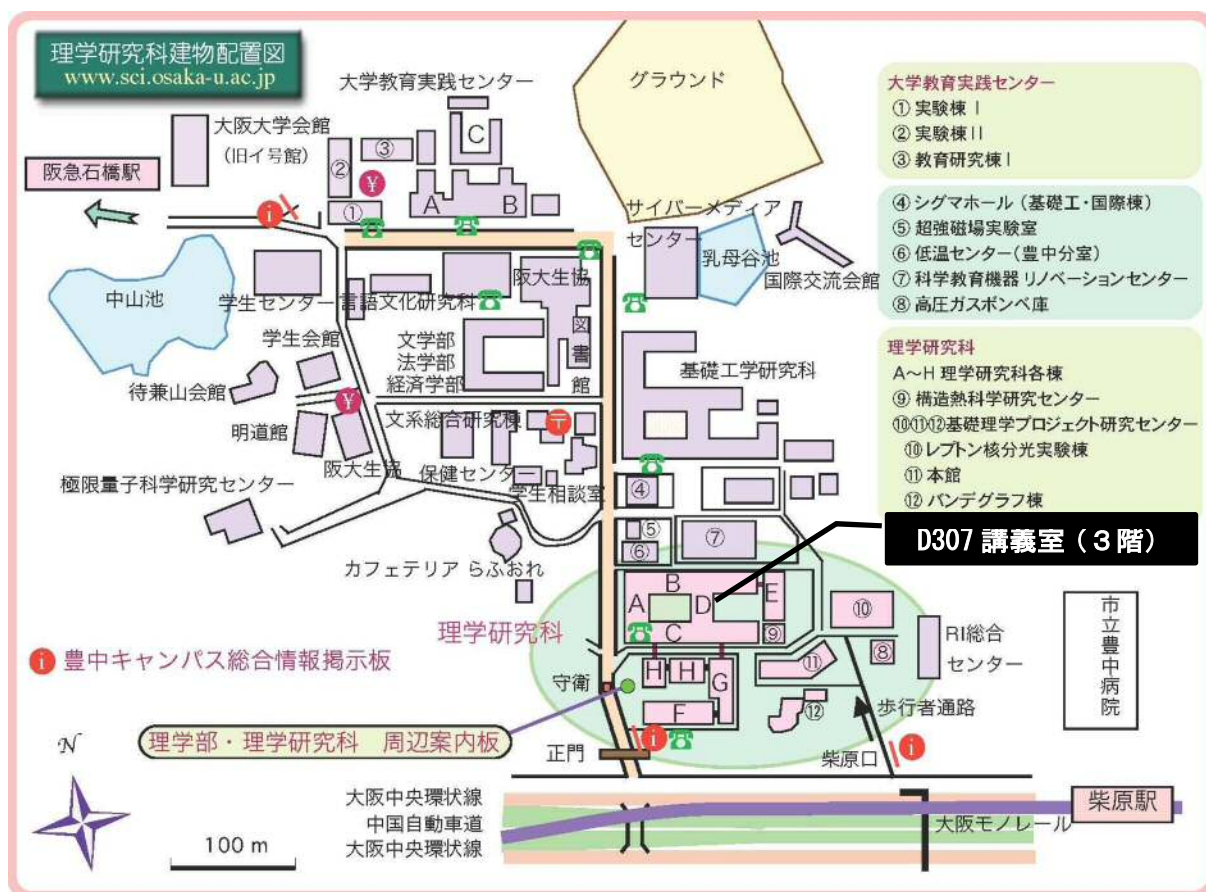 理学研究科建物配置図
www.sci.osaka-u.ac.jp
大学教育実践センター
グラウンド
大阪大学会館
(旧イ号館)
阪急石橋駅
C
③
②
¥
①
A
B
i
サイバーメディア
センター
乳母谷池
国際交流会館
中山池
学生センター
言語文化研究科
阪大生協
図
書
館
学生会館
文学部
法学部
経済学部
基礎工学研究科
待兼山会館
¥
明道館
阪大生協
文系総合研究棟
〒
保健センター
学生相談室
極限量子科学研究センター
④
⑤
⑥
⑦
カフェテリア らふおれ
大学教育実践センター
① 実験棟 I
② 実験棟 II
③ 教育研究棟 I
④ シグマホール (基礎工・国際棟)
⑤ 超強磁場実験室
⑥ 低温センター(豊中分室)
⑦ 科学教育機器リノベーションセンター
⑧ 高圧ガスボンベ庫
理学研究科
A~H 理学研究科各棟
⑨ 構造熱科学研究センター
⑩⑪⑫基礎理学プロジェクト研究センター
⑩ レプトン核分光実験棟
⑪ 本館
⑫ バンデグラフ棟
D307 講義室(3階)
B
A
D
E
C
⑨
⑩
理学研究科
H
H
G
F
⑪
⑧
⑫
RI総合
センター
市立豊中病院
i 豊中キャンパス総合情報掲示板
守衛
歩行者通路
理学部・理学研究科 周辺案内板
正門
i
柴原口
i
N
大阪中央環状線
中国自動車道
大阪中央環状線
柴原駅
大阪モノレール
100 m